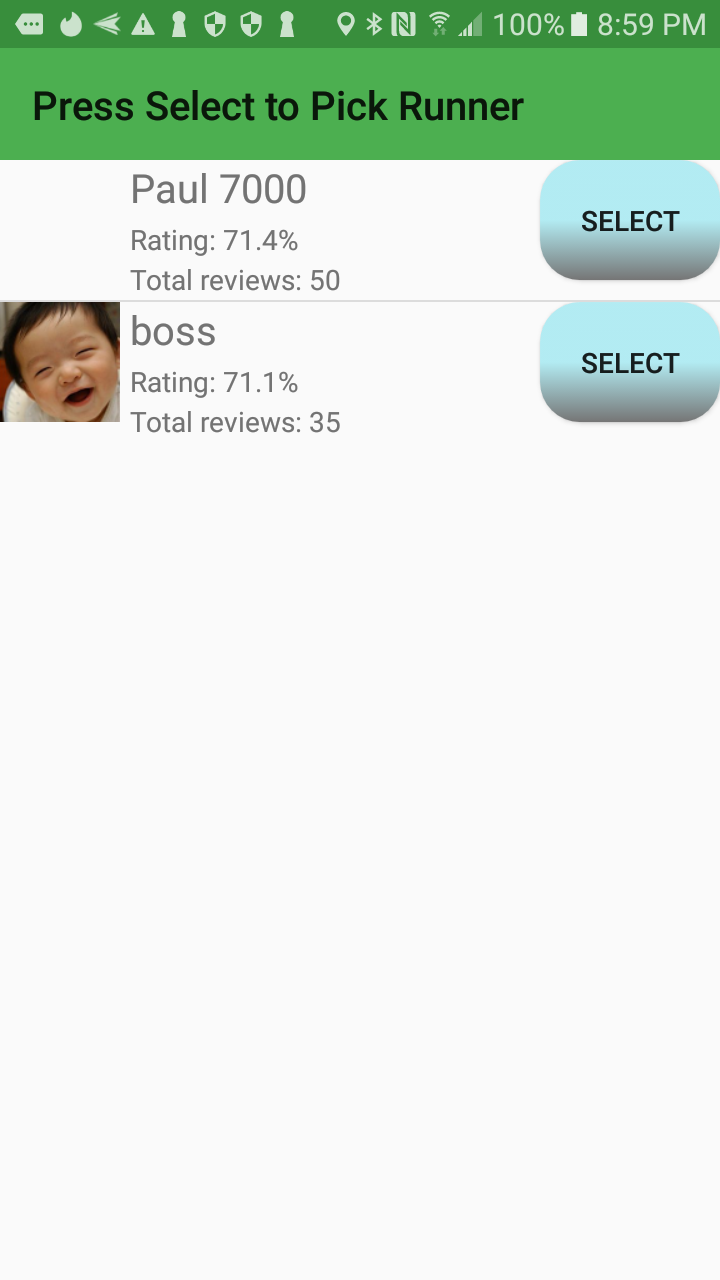 100% 8:59 PM
Press Select to Pick Runner
Paul 7000
Rating: 71.4%
Total reviews: 50
SELECT
boss
Rating: 71.1%
Total reviews: 35
SELECT